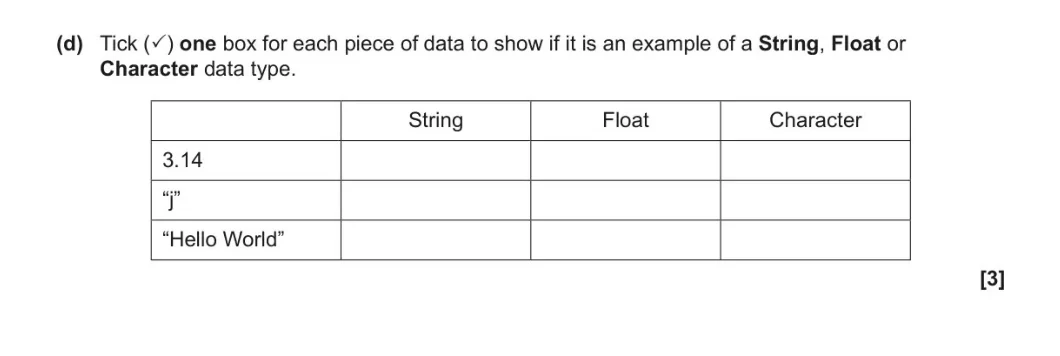 (d) Tick (✓) one box for each piece of data to show if it is an example of a String, Float or
Character data type.
String Float Character
3.14
“j”
“Hello World”
[3]